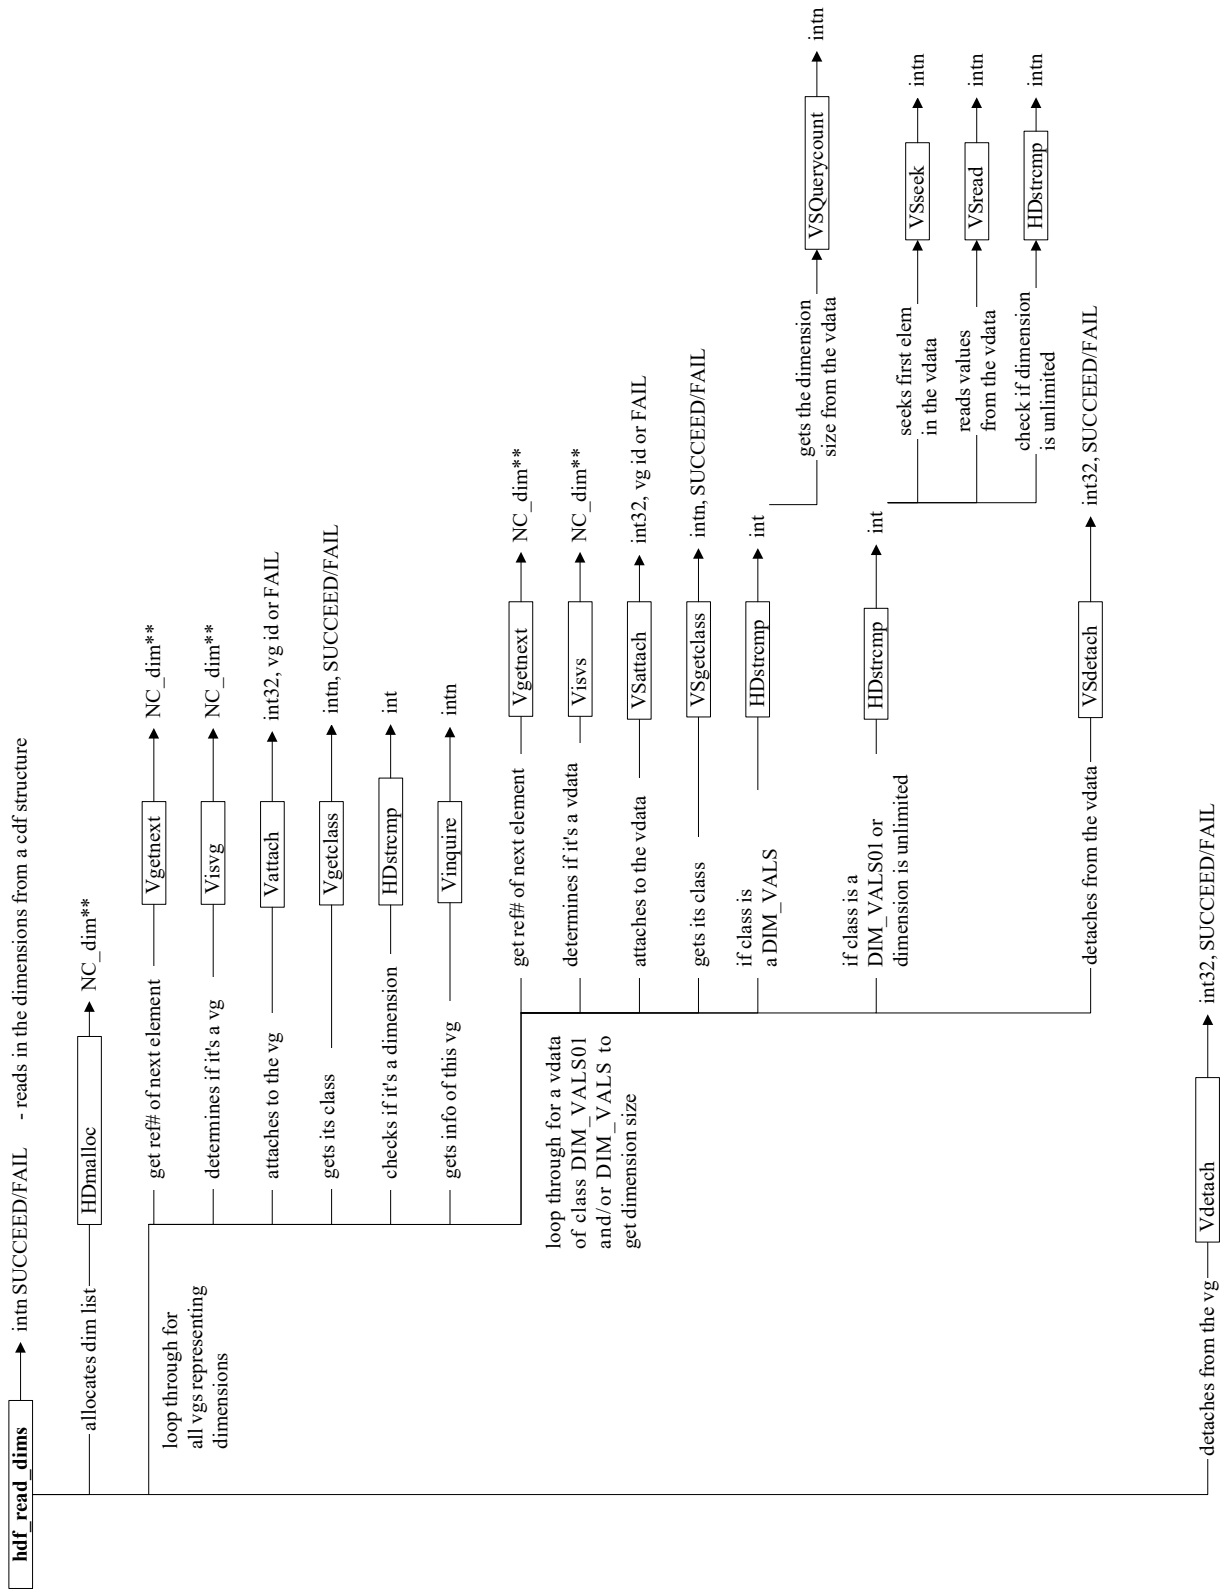 hdf_read_dims
intn SUCCEED/FAIL - reads in the dimensions from a cdf structure
allocates dim list
HDmalloc
NC_dim**
loop through for
all vgs representing
dimensions
get ref# of next element
Vgetnext
NC_dim**
determines if it's a vg
Visvg
NC_dim**
attaches to the vg
Vattach
int32, vg id or FAIL
gets its class
Vgetclass
intn, SUCCEED/FAIL
checks if it's a dimension
HDstrcmp
int
gets info of this vg
Vinquire
intn
loop through for a vdata
of class DIM_VALS01
and/or DIM_VALS to
get dimension size
get ref# of next element
Vgetnext
NC_dim**
determines if it's a vdata
Visvs
NC_dim**
attaches to the vdata
VSattach
int32, vg id or FAIL
gets its class
VSgetclass
intn, SUCCEED/FAIL
if class is
a DIM_VALS
HDstrcmp
int
gets the dimension
size from the vdata
VSQuerycount
intn
if class is a
DIM_VALS01 or
dimension is unlimited
HDstrcmp
int
seeks first elem
in the vdata
VSseek
intn
reads values
from the vdata
VSread
intn
check if dimension
is unlimited
HDstrcmp
intn
detaches from the vdata
VSdetach
int32, SUCCEED/FAIL
detaches from the vg
Vdetach
int32, SUCCEED/FAIL